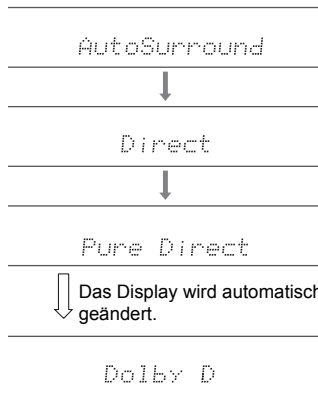 AutoSurround
Direct
Pure Direct
Das Display wird automatisch
geändert.
Dolby D